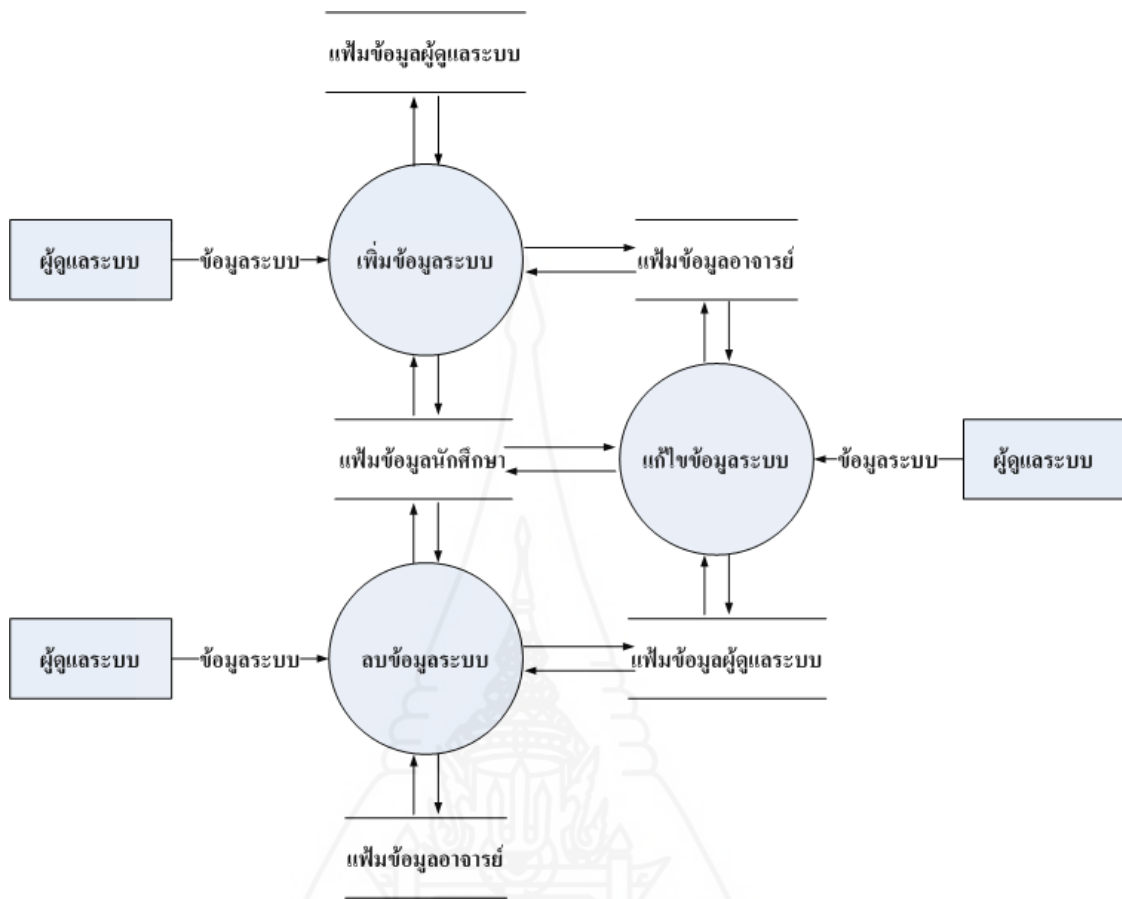 แฟ้มข้อมูลผู้ดูแลระบบ
ผู้ดูแลระบบ
ข้อมูลระบบ
เพิ่มข้อมูลระบบ
แฟ้มข้อมูลอาจารย์
แฟ้มข้อมูลนักศึกษา
แก้ไขข้อมูลระบบ
ข้อมูลระบบ
ผู้ดูแลระบบ
ผู้ดูแลระบบ
ข้อมูลระบบ
ลบข้อมูลระบบ
แฟ้มข้อมูลผู้ดูแลระบบ
แฟ้มข้อมูลอาจารย์